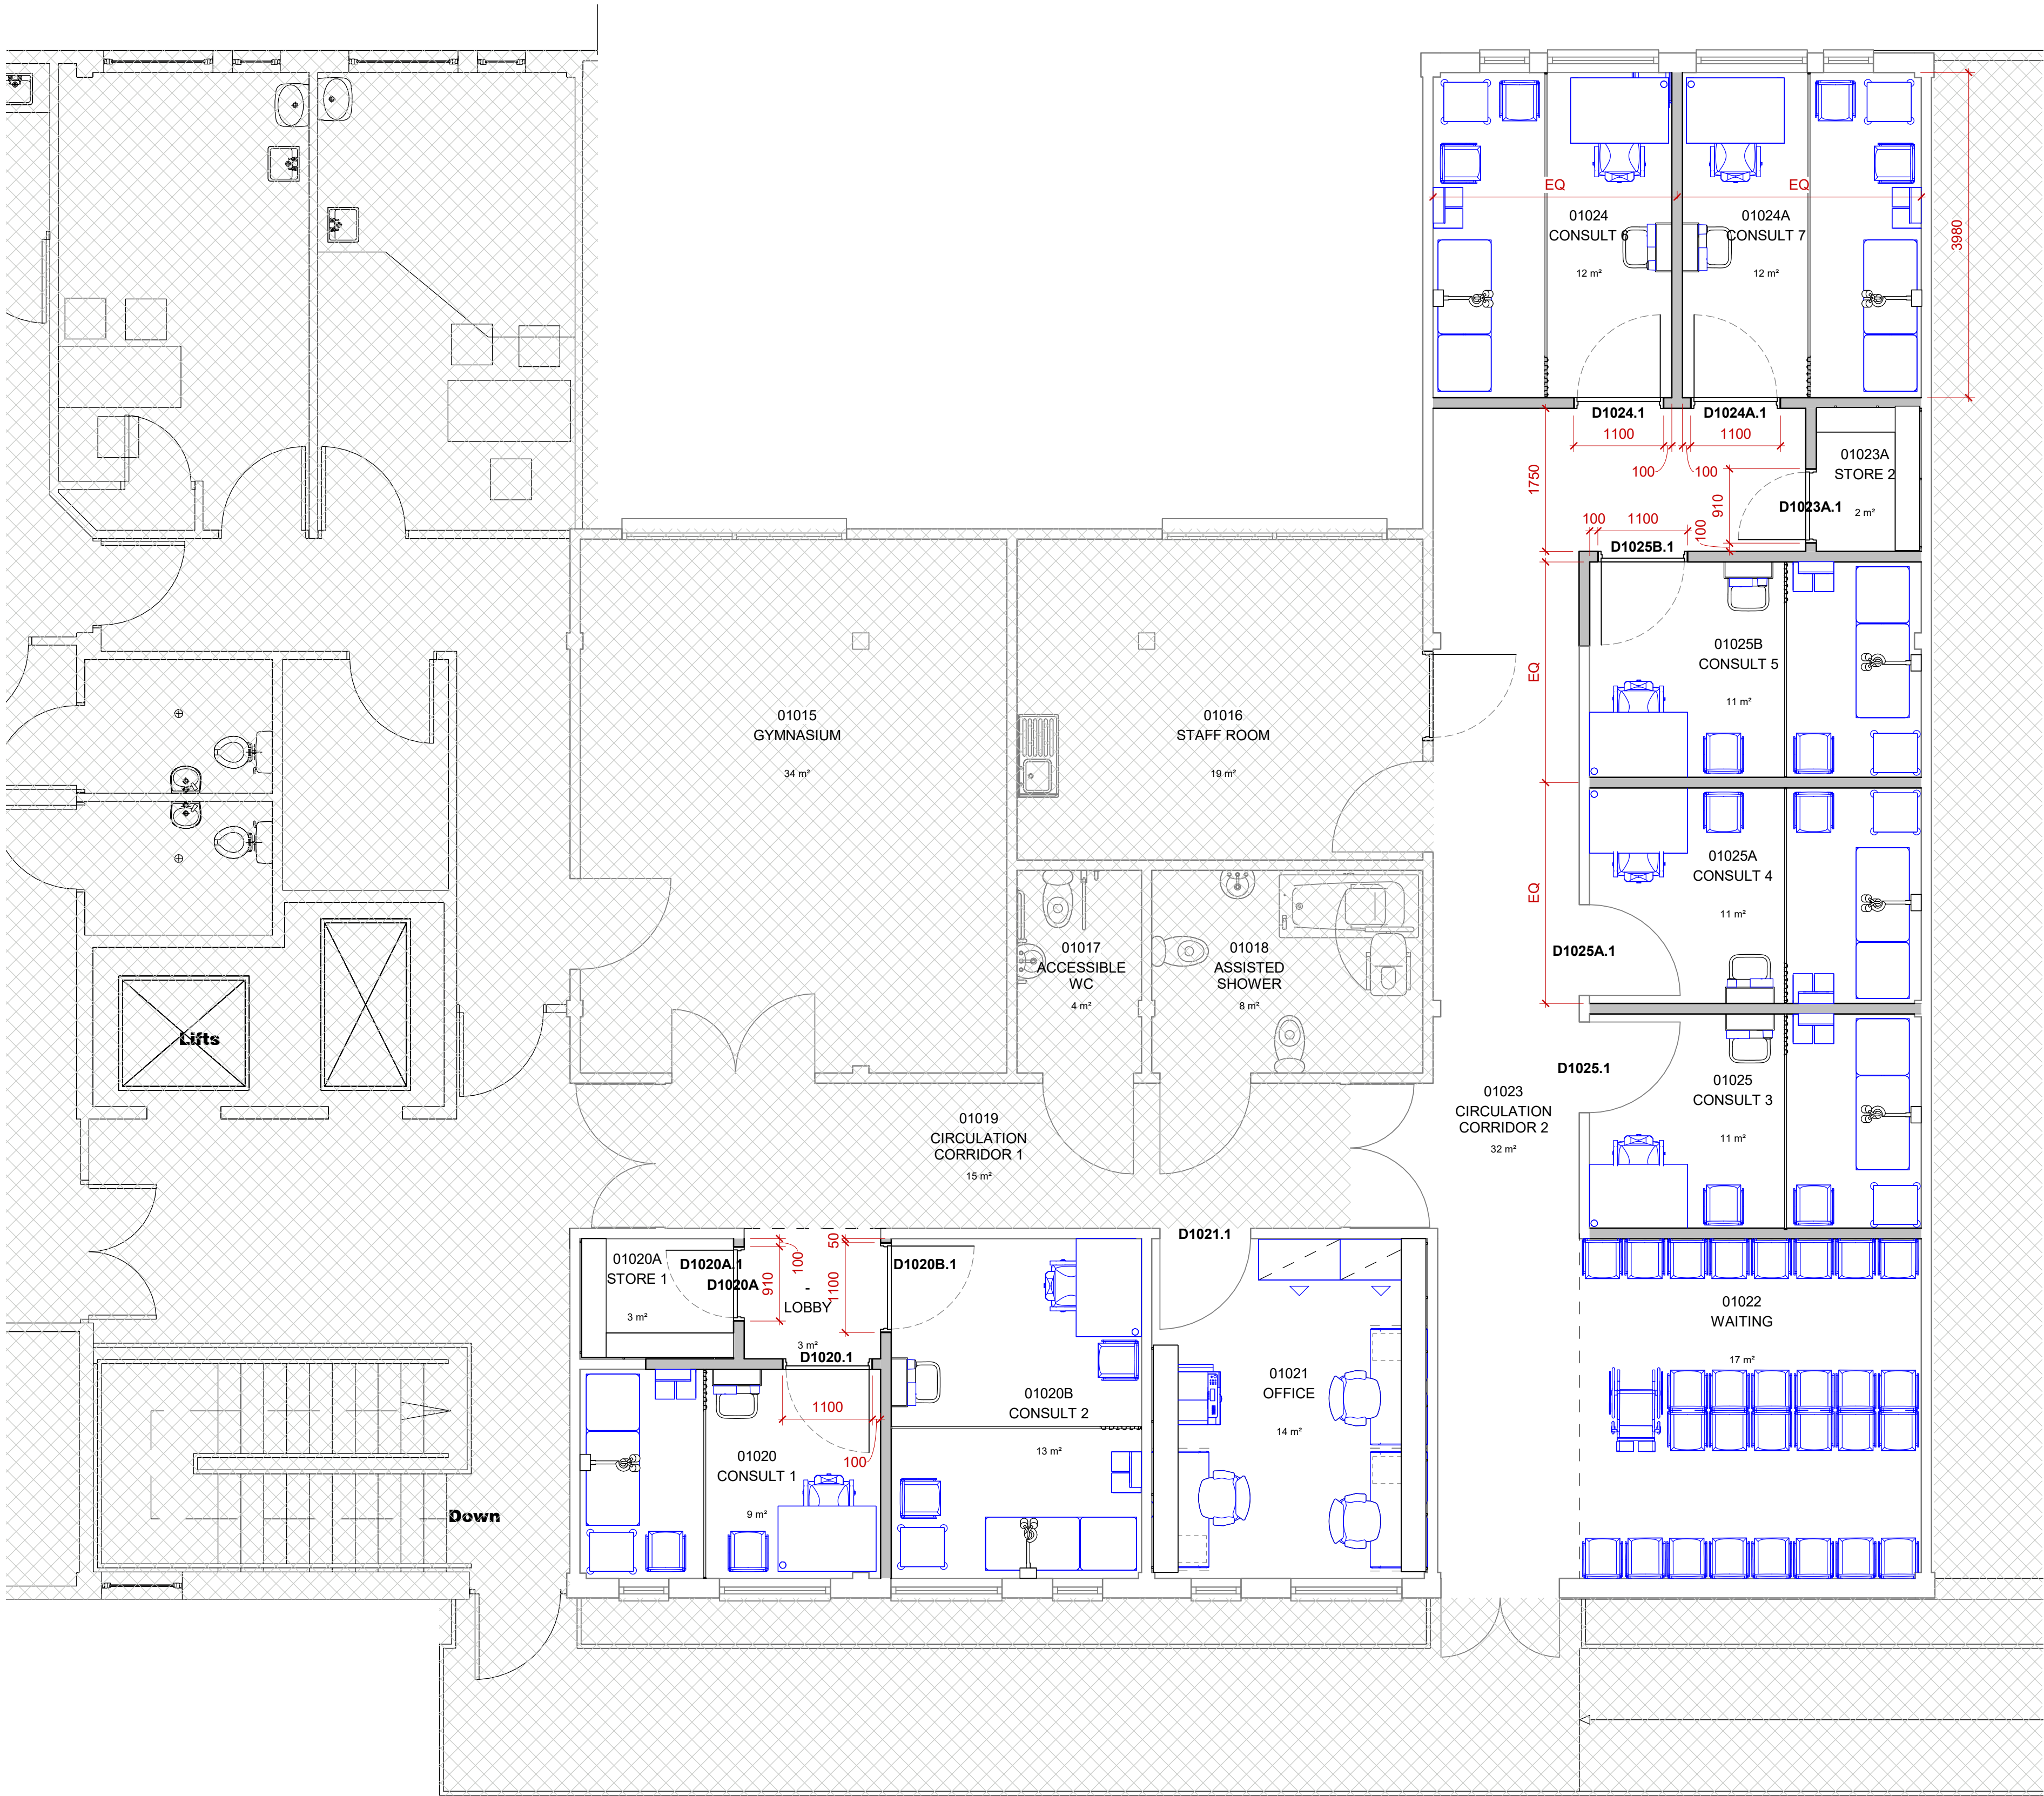 EQ
EQ
01024
CONSULT 6
12 m²
01024A
CONSULT 7
12 m²
3980
D1024.1
D1024A.1
1100
1100
100
100
1750
01023A
STORE 2
2 m²
910
D1023A.1
100
1100
100
D1025B.1
EQ
01025B
CONSULT 5
11 m²
01015
GYMNASIUM
34 m²
01016
STAFF ROOM
19 m²
EQ
01025A
CONSULT 4
11 m²
D1025A.1
01017
ACCESSIBLE
WC
4 m²
01018
ASSISTED
SHOWER
8 m²
Lifts
D1025.1
01025
CONSULT 3
11 m²
01023
CIRCULATION
CORRIDOR 2
32 m²
01019
CIRCULATION
CORRIDOR 1
15 m²
D1021.1
01020A
STORE 1
3 m²
D1020A.1
D1020A
910
100
50
1100
-
LOBBY
3 m²
D1020.1
D1020B.1
01022
WAITING
17 m²
01021
OFFICE
14 m²
01020B
CONSULT 2
13 m²
1100
100
01020
CONSULT 1
9 m²
Down